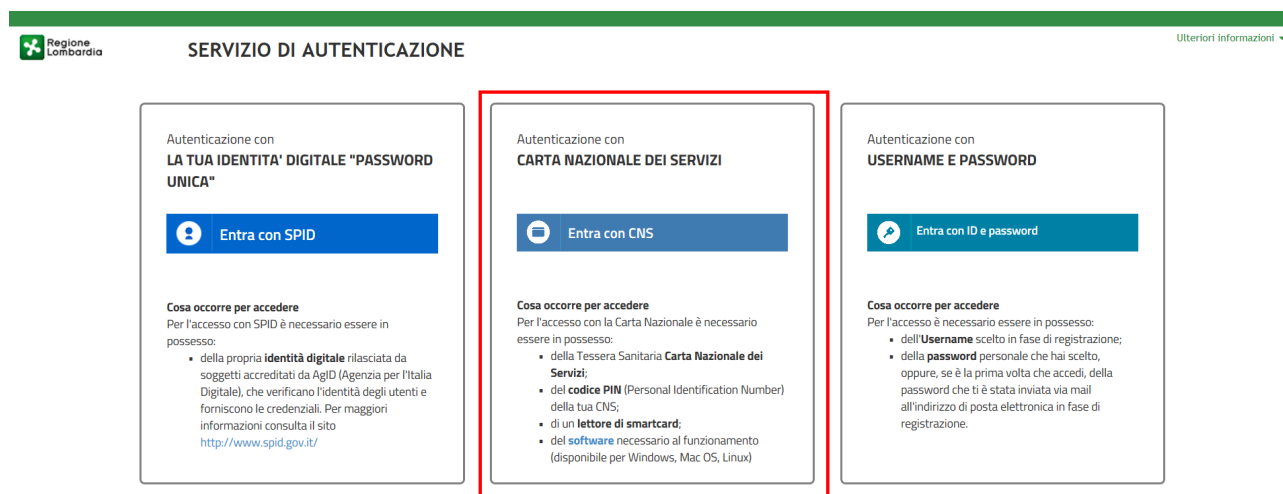 Regione
Lombardia
SERVIZIO DI AUTENTICAZIONE
Ulteriori informazioni
Autenticazione con
LA TUA IDENTITA' DIGITALE "PASSWORD
UNICA"
Entra con SPID
Cosa occorre per accedere
Per l'accesso con SPID è necessario essere in
possesso:
della propria identità digitale rilasciata da
soggetti accreditati da AgID (Agenzia per l'Italia
Digitale), che verificano l'identità degli utenti e
forniscono le credenziali. Per maggiori
informazioni consulta il sito
http://www.spid.gov.it/
Autenticazione con
CARTA NAZIONALE DEI SERVIZI
Entra con CNS
Cosa occorre per accedere
Per l'accesso con la Carta Nazionale è necessario
essere in possesso:
della Tessera Sanitaria Carta Nazionale dei
Servizi;
del codice PIN (Personal Identification Number)
della tua CNS;
di un lettore di smartcard;
del software necessario al funzionamento
(disponibile per Windows, Mac OS, Linux)
Autenticazione con
USERNAME E PASSWORD
Entra con ID e password
Cosa occorre per accedere
Per l'accesso è necessario essere in possesso:
dell'Username scelto in fase di registrazione;
della password personale che hai scelto,
oppure, se è la prima volta che accedi, della
password che ti è stata inviata via mail
all'indirizzo di posta elettronica in fase di
registrazione.